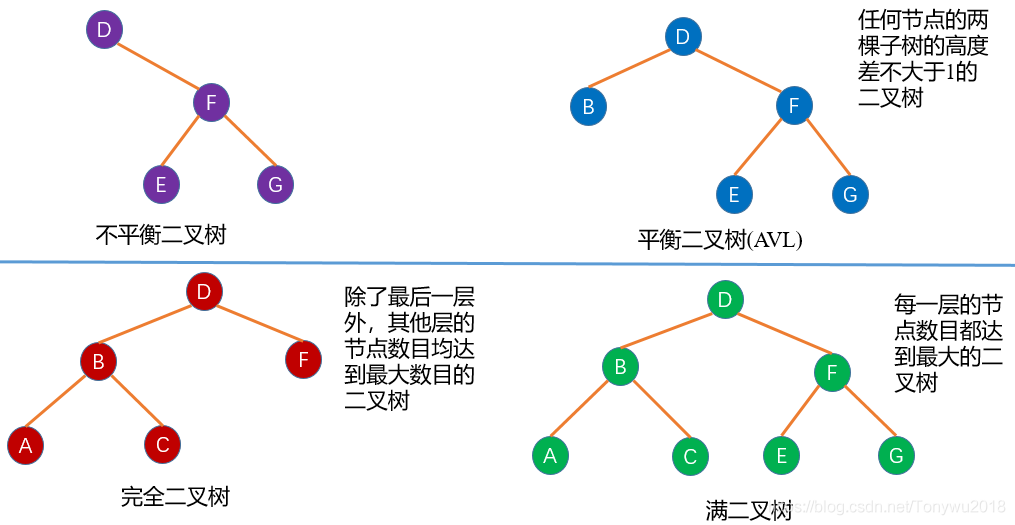 D
F
E
G
不平衡二叉树
D
B
F
E
G
任何节点的两
棵子树的高度
差不大于1的
二叉树
平衡二叉树(AVL)
D
B
F
A
C
除了最后一层
外，其他层的
节点数目均达
到最大数目的
二叉树
完全二叉树
D
B
F
A
C
E
G
每一层的节
点数目都达
到最大的二
叉树
满二叉树
https://blog.csdn.net/Tonywu2018